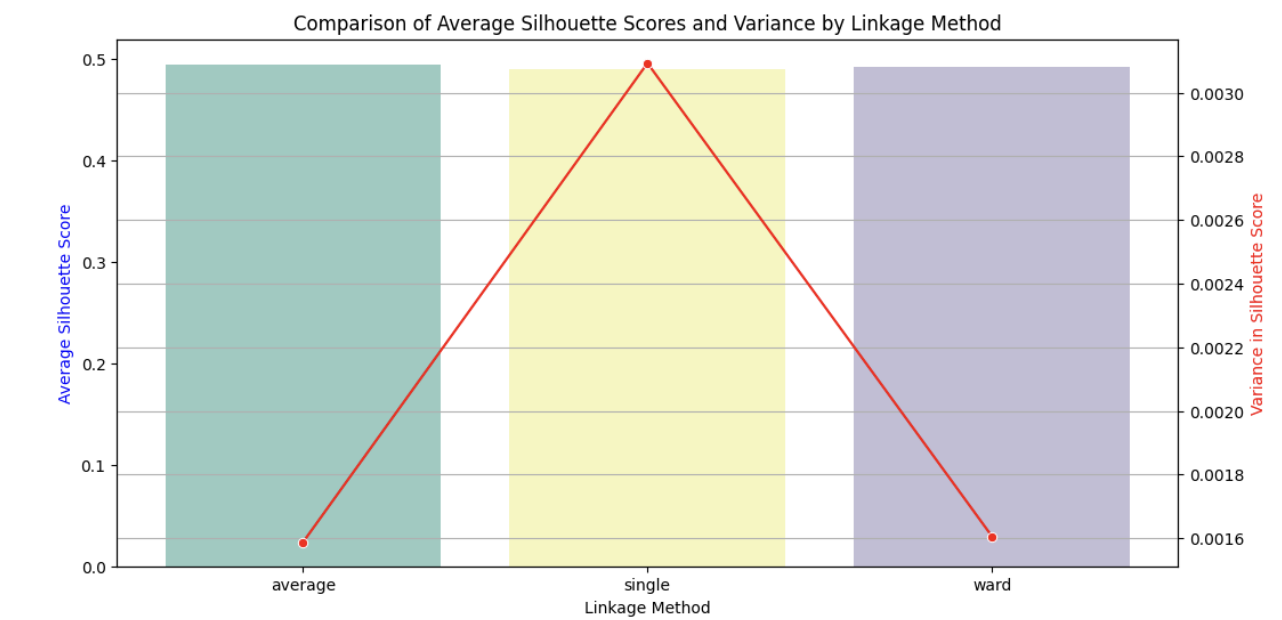 Comparison of Average Silhouette Scores and Variance by Linkage Method
Average Silhouette Score
0.5
0.4
0.3
0.2
0.1
0.0
0.0030
0.0028
0.0026
0.0024
0.0022
0.0020
0.0018
0.0016
Variance in Silhouette Score
average single ward
Linkage Method